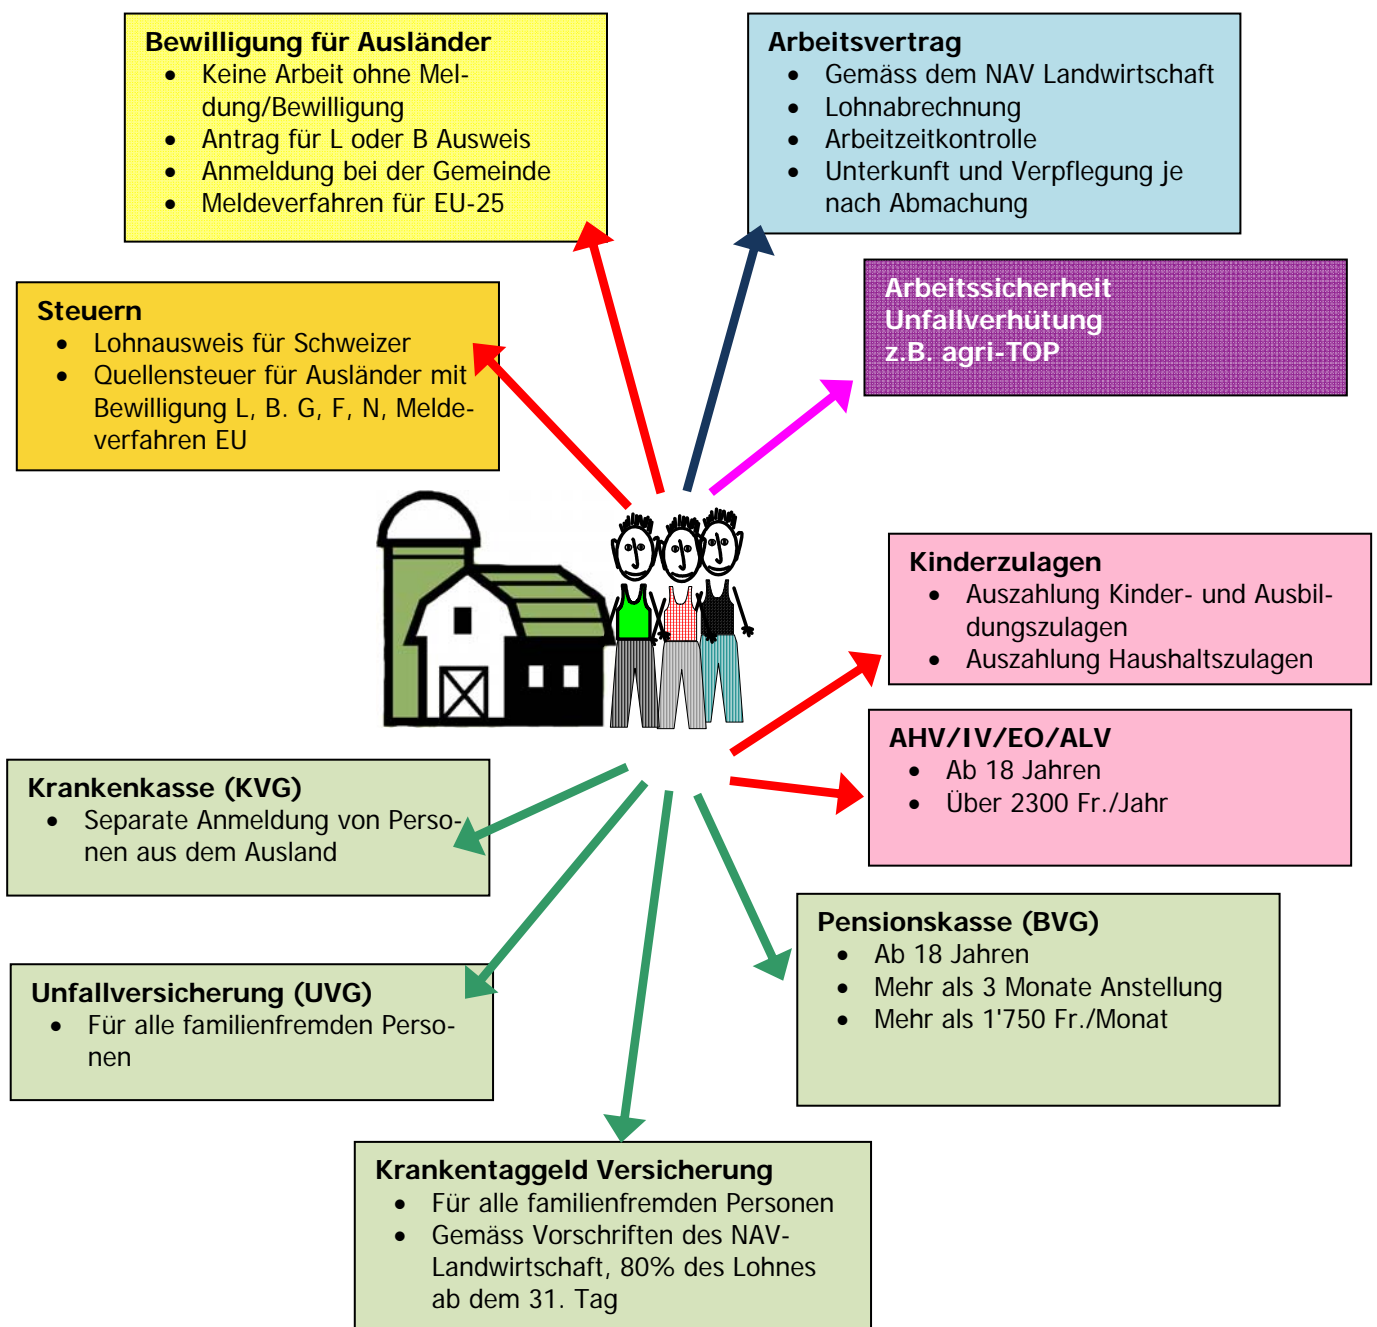 Bewilligung für Ausländer
• Keine Arbeit ohne Mel-
dung/Bewilligung
• Antrag für L oder B Ausweis
• Anmeldung bei der Gemeinde
• Meldeverfahren für EU-25
Arbeitsvertrag
• Gemäss dem NAV Landwirtschaft
• Lohnabrechnung
• Arbeitzeitkontrolle
• Unterkunft und Verpflegung je
nach Abmachung
Steuern
• Lohnausweis für Schweizer
• Quellensteuer für Ausländer mit
Bewilligung L, B. G, F, N, Melde-
verfahren EU
Arbeitssicherheit
Unfallverhütung
z.B. agri-TOP
Kinderzulagen
• Auszahlung Kinder- und Ausbil-
dungszulagen
• Auszahlung Haushaltszulagen
AHV/IV/EO/ALV
• Ab 18 Jahren
• Über 2300 Fr./Jahr
Krankenkasse (KVG)
• Separate Anmeldung von Perso-
nen aus dem Ausland
Pensionskasse (BVG)
• Ab 18 Jahren
• Mehr als 3 Monate Anstellung
• Mehr als 1'750 Fr./Monat
Unfallversicherung (UVG)
• Für alle familienfremden Perso-
nen
Krankentaggeld Versicherung
• Für alle familienfremden Personen
• Gemäss Vorschriften des NAV-
Landwirtschaft, 80% des Lohnes
ab dem 31. Tag